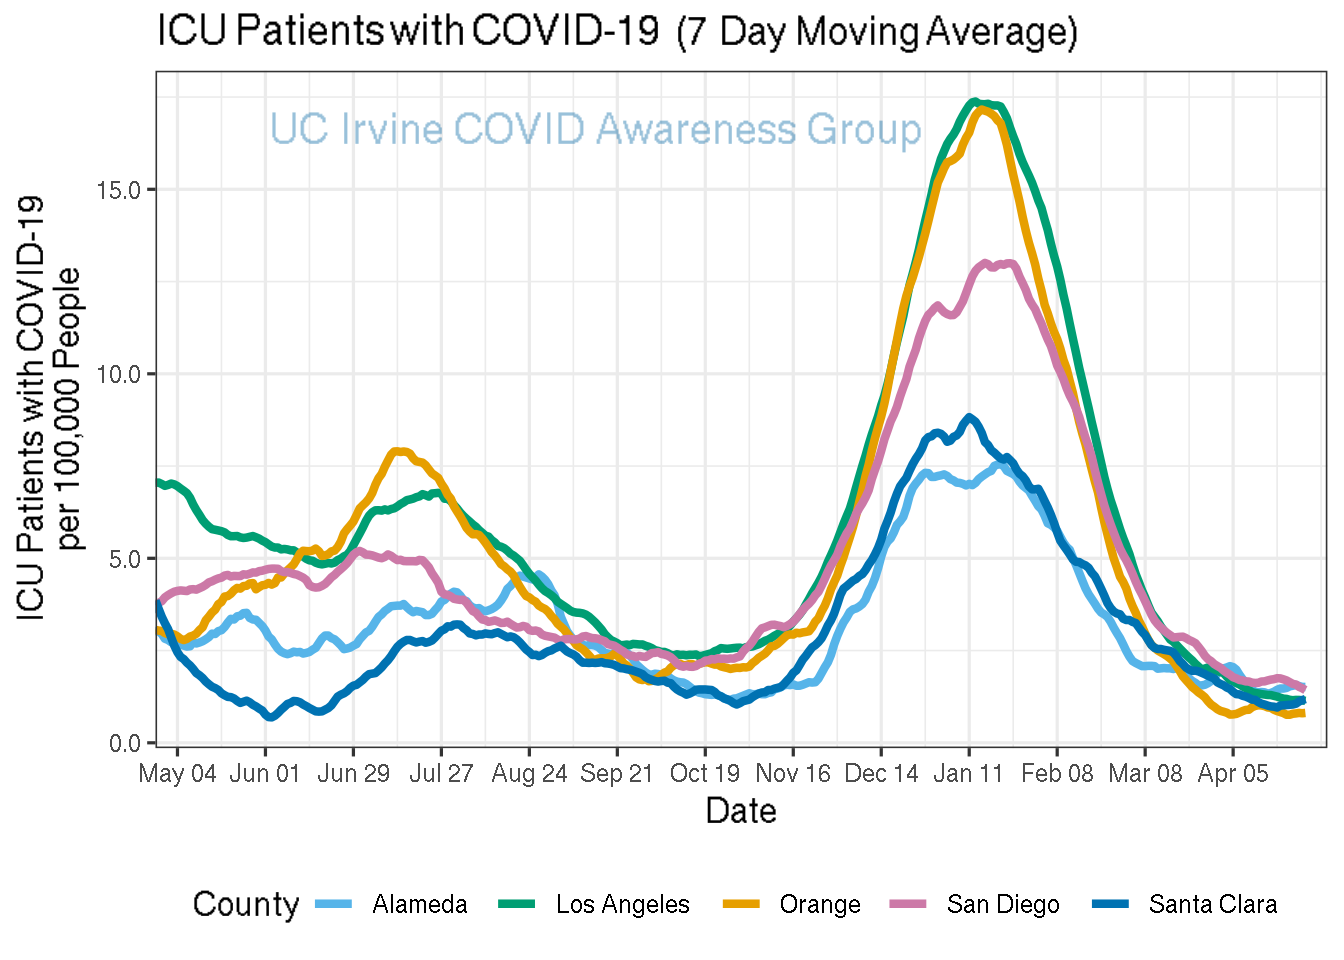 ICU Patients with COVID-19 (7 Day Moving Average)
UC Irvine COVID Awareness Group
ICU Patients with COVID-19
per 100,000 People
15.0
10.0
5.0
0.0
May 04 Jun 01 Jun 29 Jul 27 Aug 24 Sep 21 Oct 19 Nov 16 Dec 14 Jan 11 Feb 08 Mar 08 Apr 05
Date
County Alameda Los Angeles Orange San Diego Santa Clara